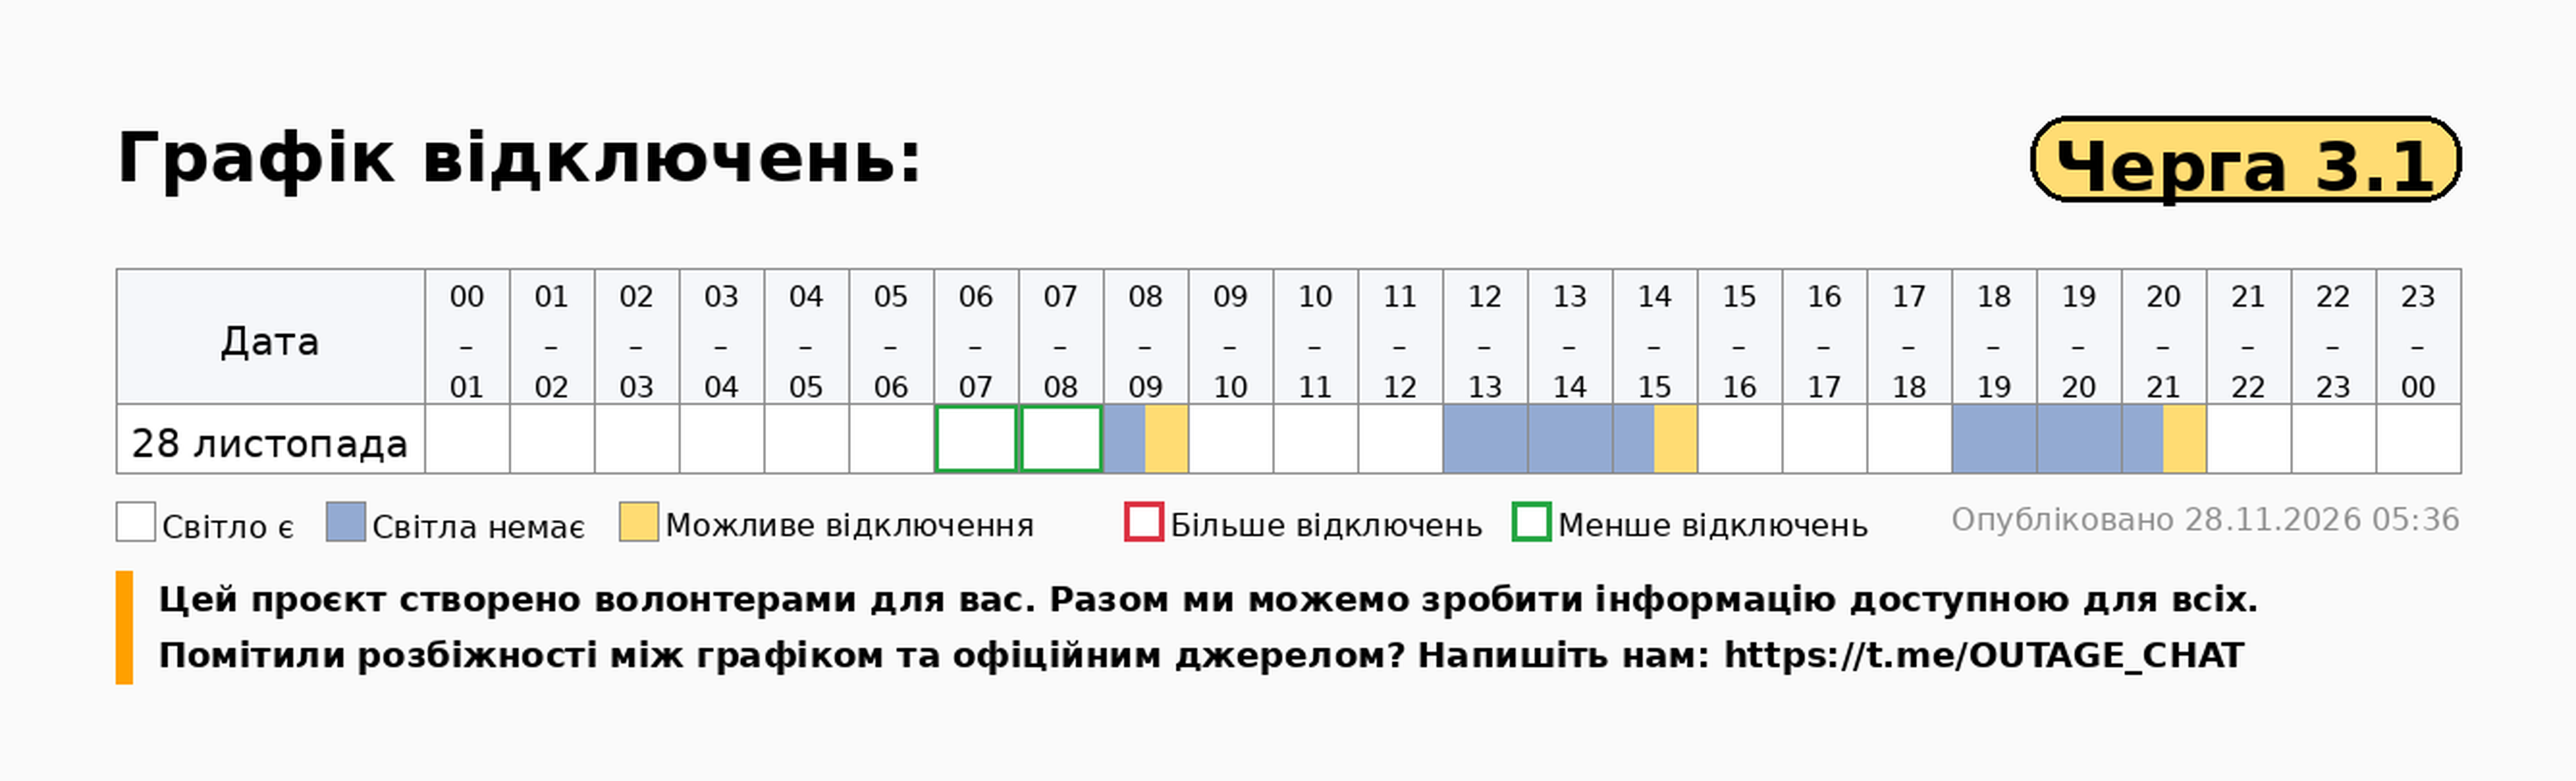 Графік відключень:
Черга 3.1
Дата
00 – 01
01 – 02
02 – 03
03 – 04
04 – 05
05 – 06
06 – 07
07 – 08
08 – 09
09 – 10
10 – 11
11 – 12
12 – 13
13 – 14
14 – 15
15 – 16
16 – 17
17 – 18
18 – 19
19 – 20
20 – 21
21 – 22
22 – 23
23 – 00
28 листопада
Світло є
Світла немає
Можливе відключення
Більше відключень
Менше відключень
Опубліковано 28.11.2026 05:36
Цей проєкт створено волонтерами для вас. Разом ми можемо зробити інформацію доступною для всіх.
Помітили розбіжності між графіком та офіційним джерелом? Напишіть нам: https://t.me/OUTAGE_CHAT